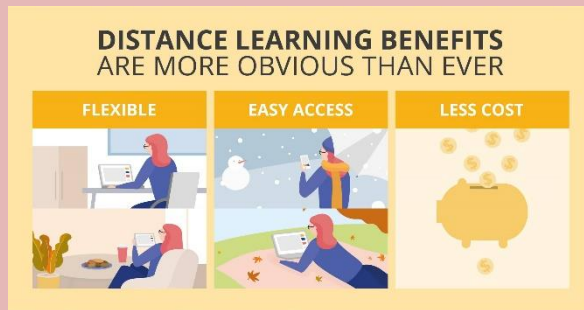 DISTANCE LEARNING BENEFITS
ARE MORE OBVIOUS THAN EVER
FLEXIBLE
EASY ACCESS
LESS COST